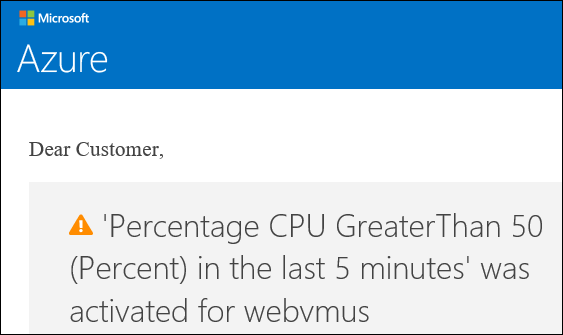 Microsoft
Azure
Dear Customer,
'Percentage CPU GreaterThan 50
(Percent) in the last 5 minutes' was
activated for webvmus